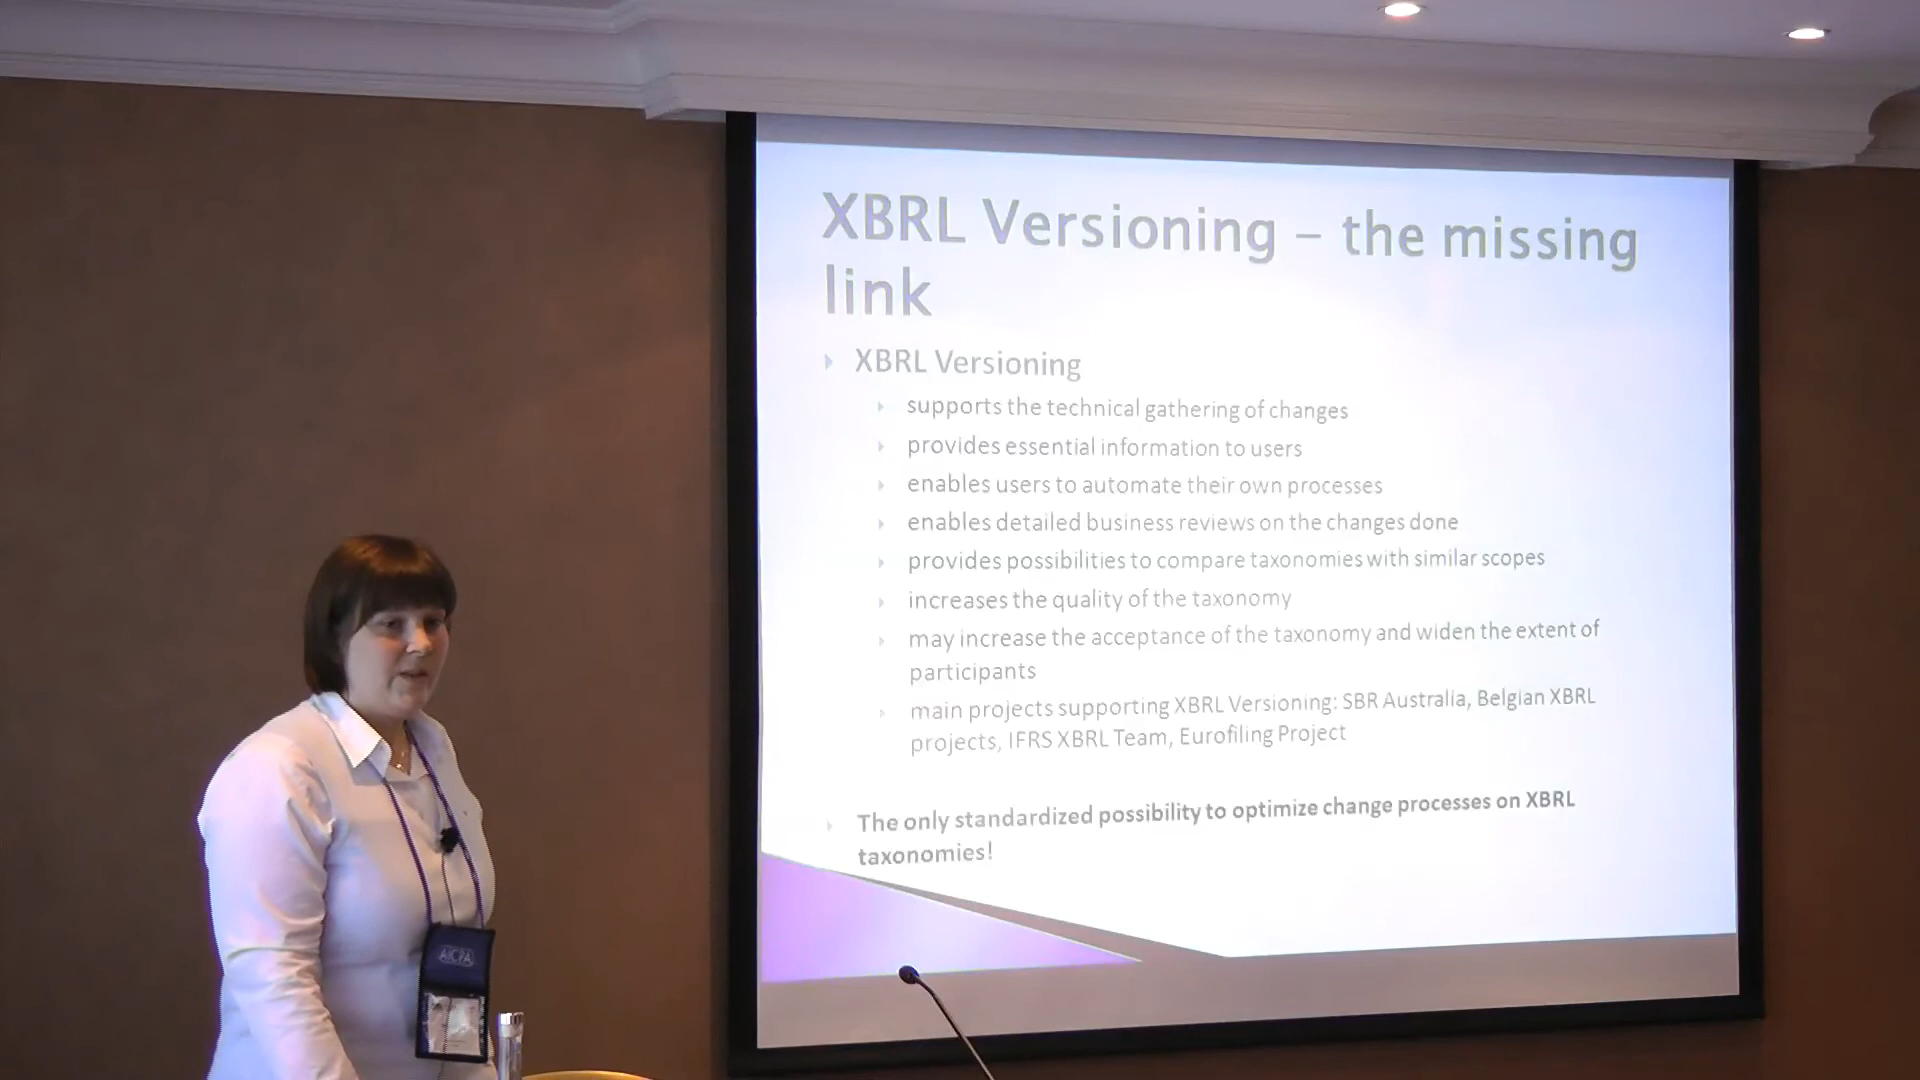 XBRL Versioning – the missing
link
XBRL Versioning
supports the technical gathering of changes
provides essential information to users
enables users to automate their own processes
enables detailed business reviews on the changes done
provides possibilities to compare taxonomies with similar scopes
increases the quality of the taxonomy
may increase the acceptance of the taxonomy and widen the extent of
participants
main projects supporting XBRL Versioning: SBR Australia, Belgian XBRL
projects, IFRS XBRL Team, Eurofiling Project
The only standardized possibility to optimize change processes on XBRL
taxonomies!
AICPA